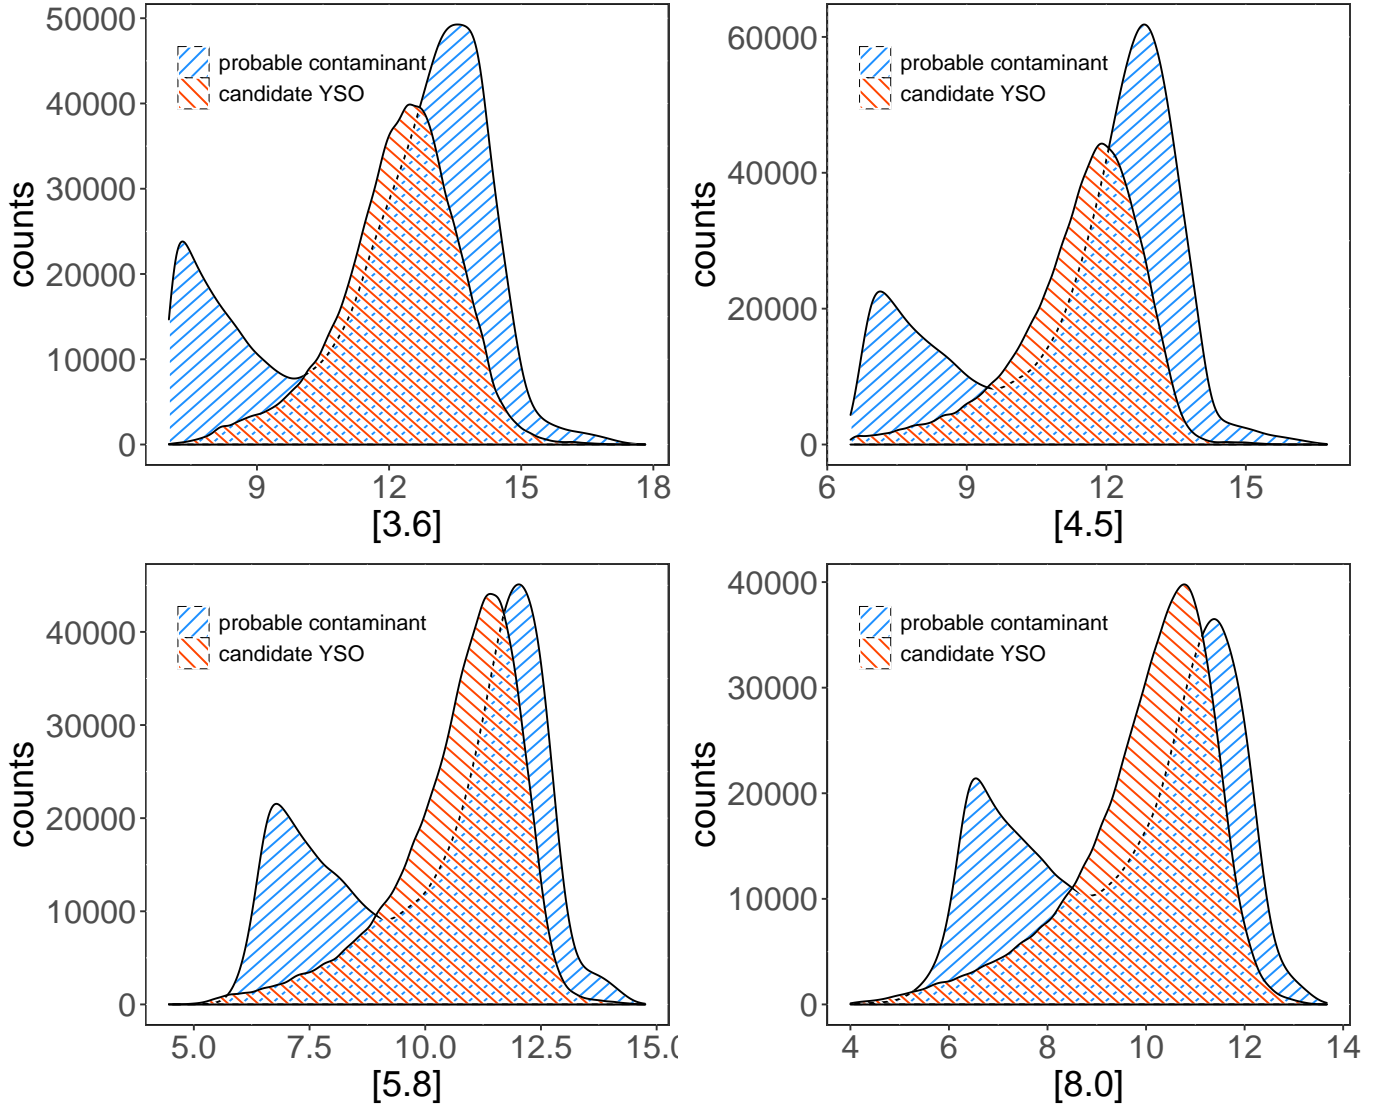 50000
40000
30000
20000
10000
0
counts
probable contaminant
candidate YSO
9 12 15 18
[3.6]
60000
40000
20000
0
counts
probable contaminant
candidate YSO
6 9 12 15
[4.5]
40000
30000
20000
10000
0
counts
probable contaminant
candidate YSO
5.0 7.5 10.0 12.5 15.0
[5.8]
40000
30000
20000
10000
0
counts
probable contaminant
candidate YSO
4 6 8 10 12 14
[8.0]